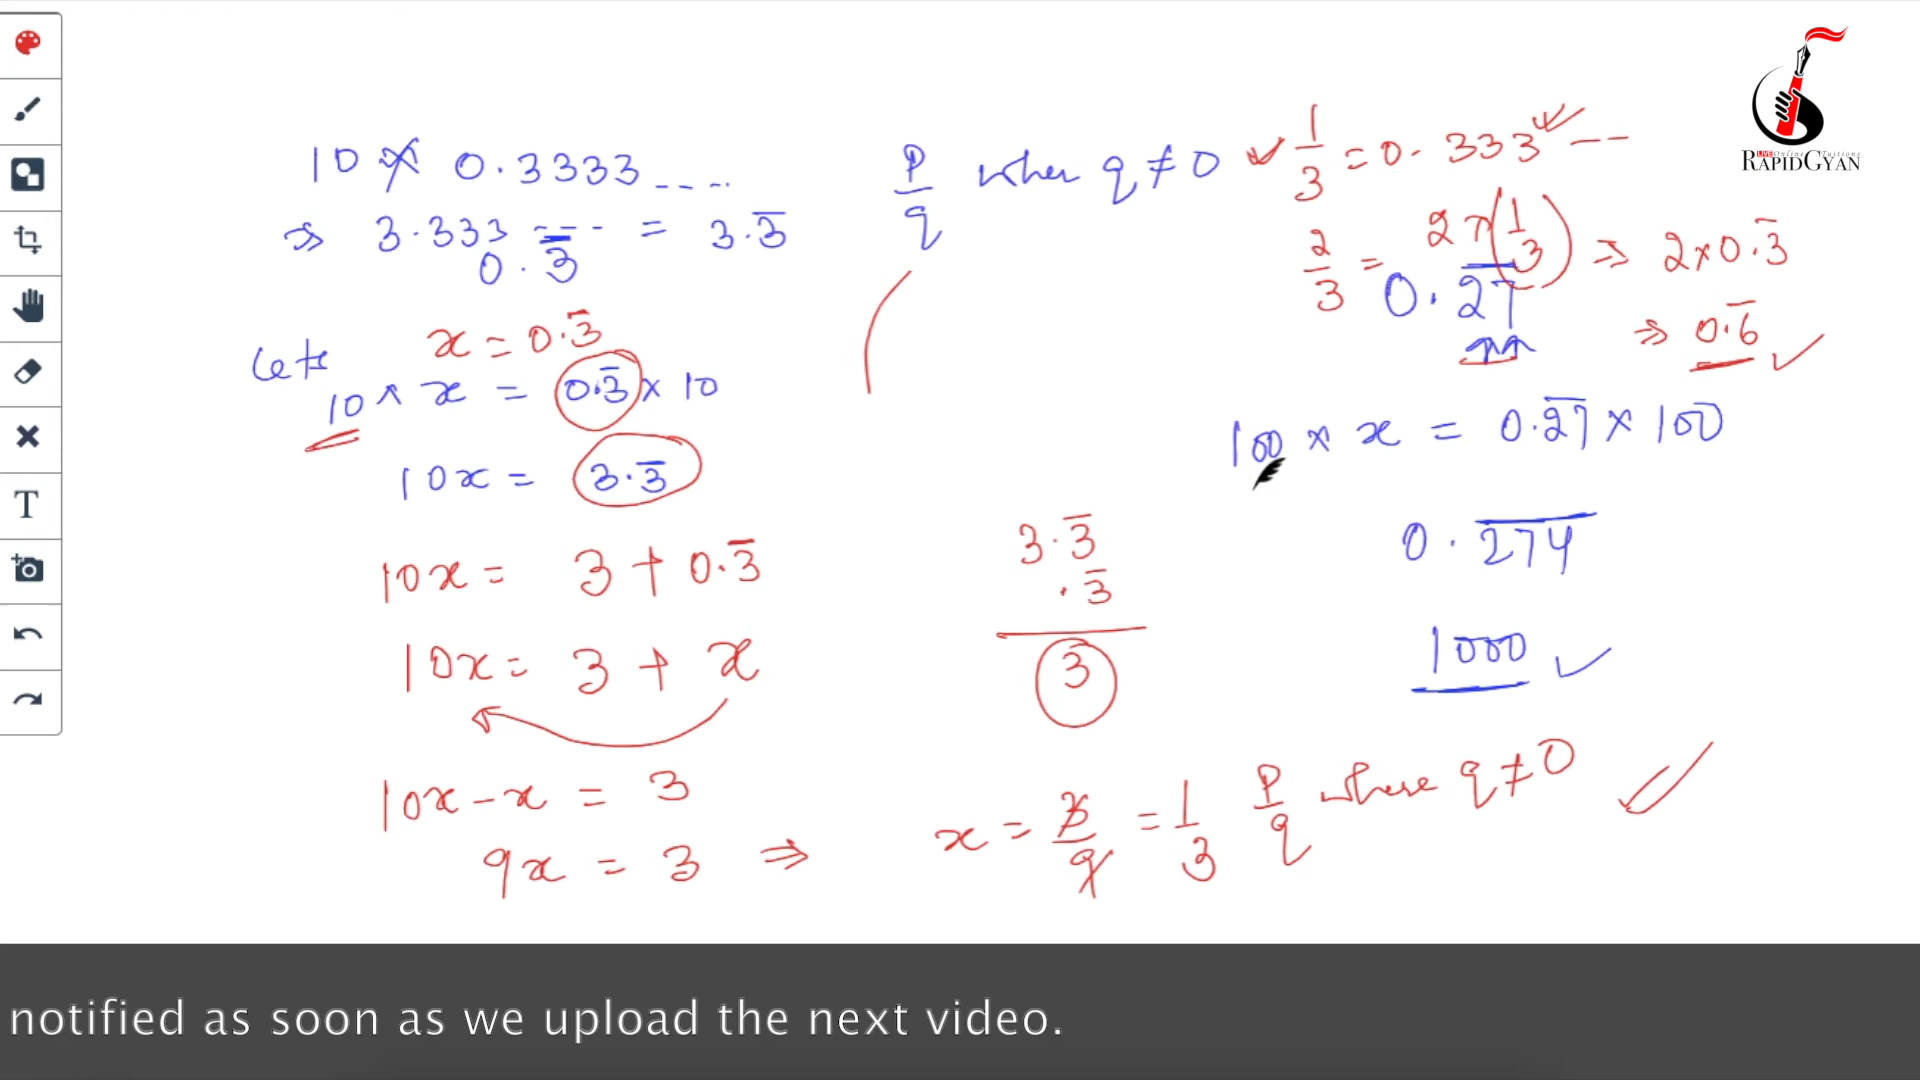 10 × 0.3333.....
⇒ 3.333 ---- = 3.3̅
0.3̅
Lets x = 0.3̅
10 × x = 0.3̅ × 10
10x = 3.3̅
10x = 3 + 0.3̅
10x = 3 + x
10x - x = 3
9x = 3 ⇒
p/q when q ≠ 0
1/3 = 0.333 ---
2/3 = 2 × (1/3) ⇒ 2 × 0.3̅
⇒ 0.6̅
0.2̅7̅
100 × x = 0.2̅7̅ × 100
3.3̅
.3̅
3
0.2̅7̅4̅
1000
x = 3/9 = 1/3 p/q where q ≠ 0
LIVE Online Tuitions
RAPIDGYAN
T
notified as soon as we upload the next video.